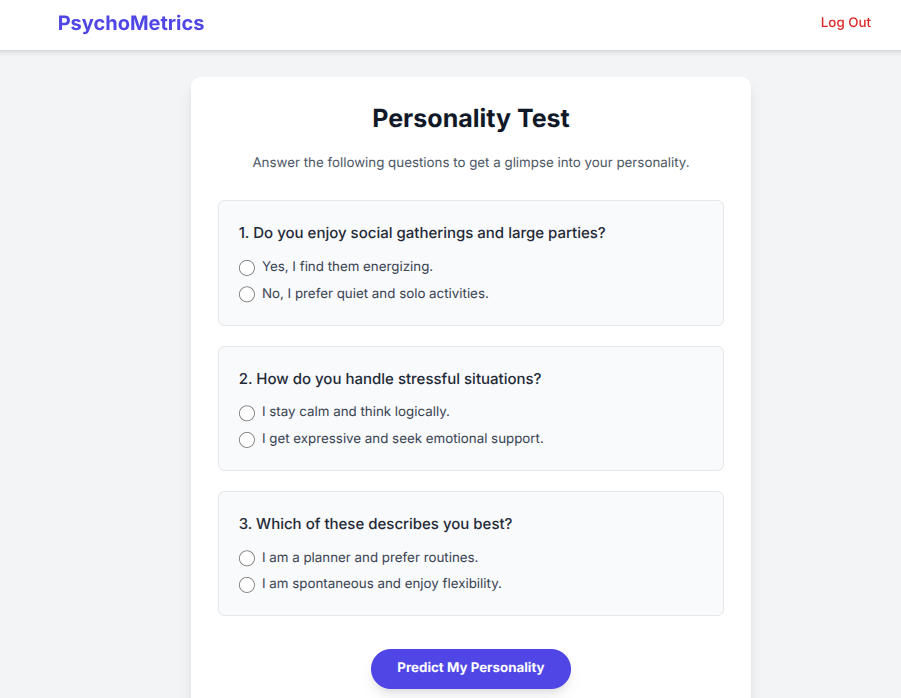 PsychoMetrics
Log Out
Personality Test
Answer the following questions to get a glimpse into your personality.
1. Do you enjoy social gatherings and large parties?
Yes, I find them energizing.
No, I prefer quiet and solo activities.
2. How do you handle stressful situations?
I stay calm and think logically.
I get expressive and seek emotional support.
3. Which of these describes you best?
I am a planner and prefer routines.
I am spontaneous and enjoy flexibility.
Predict My Personality